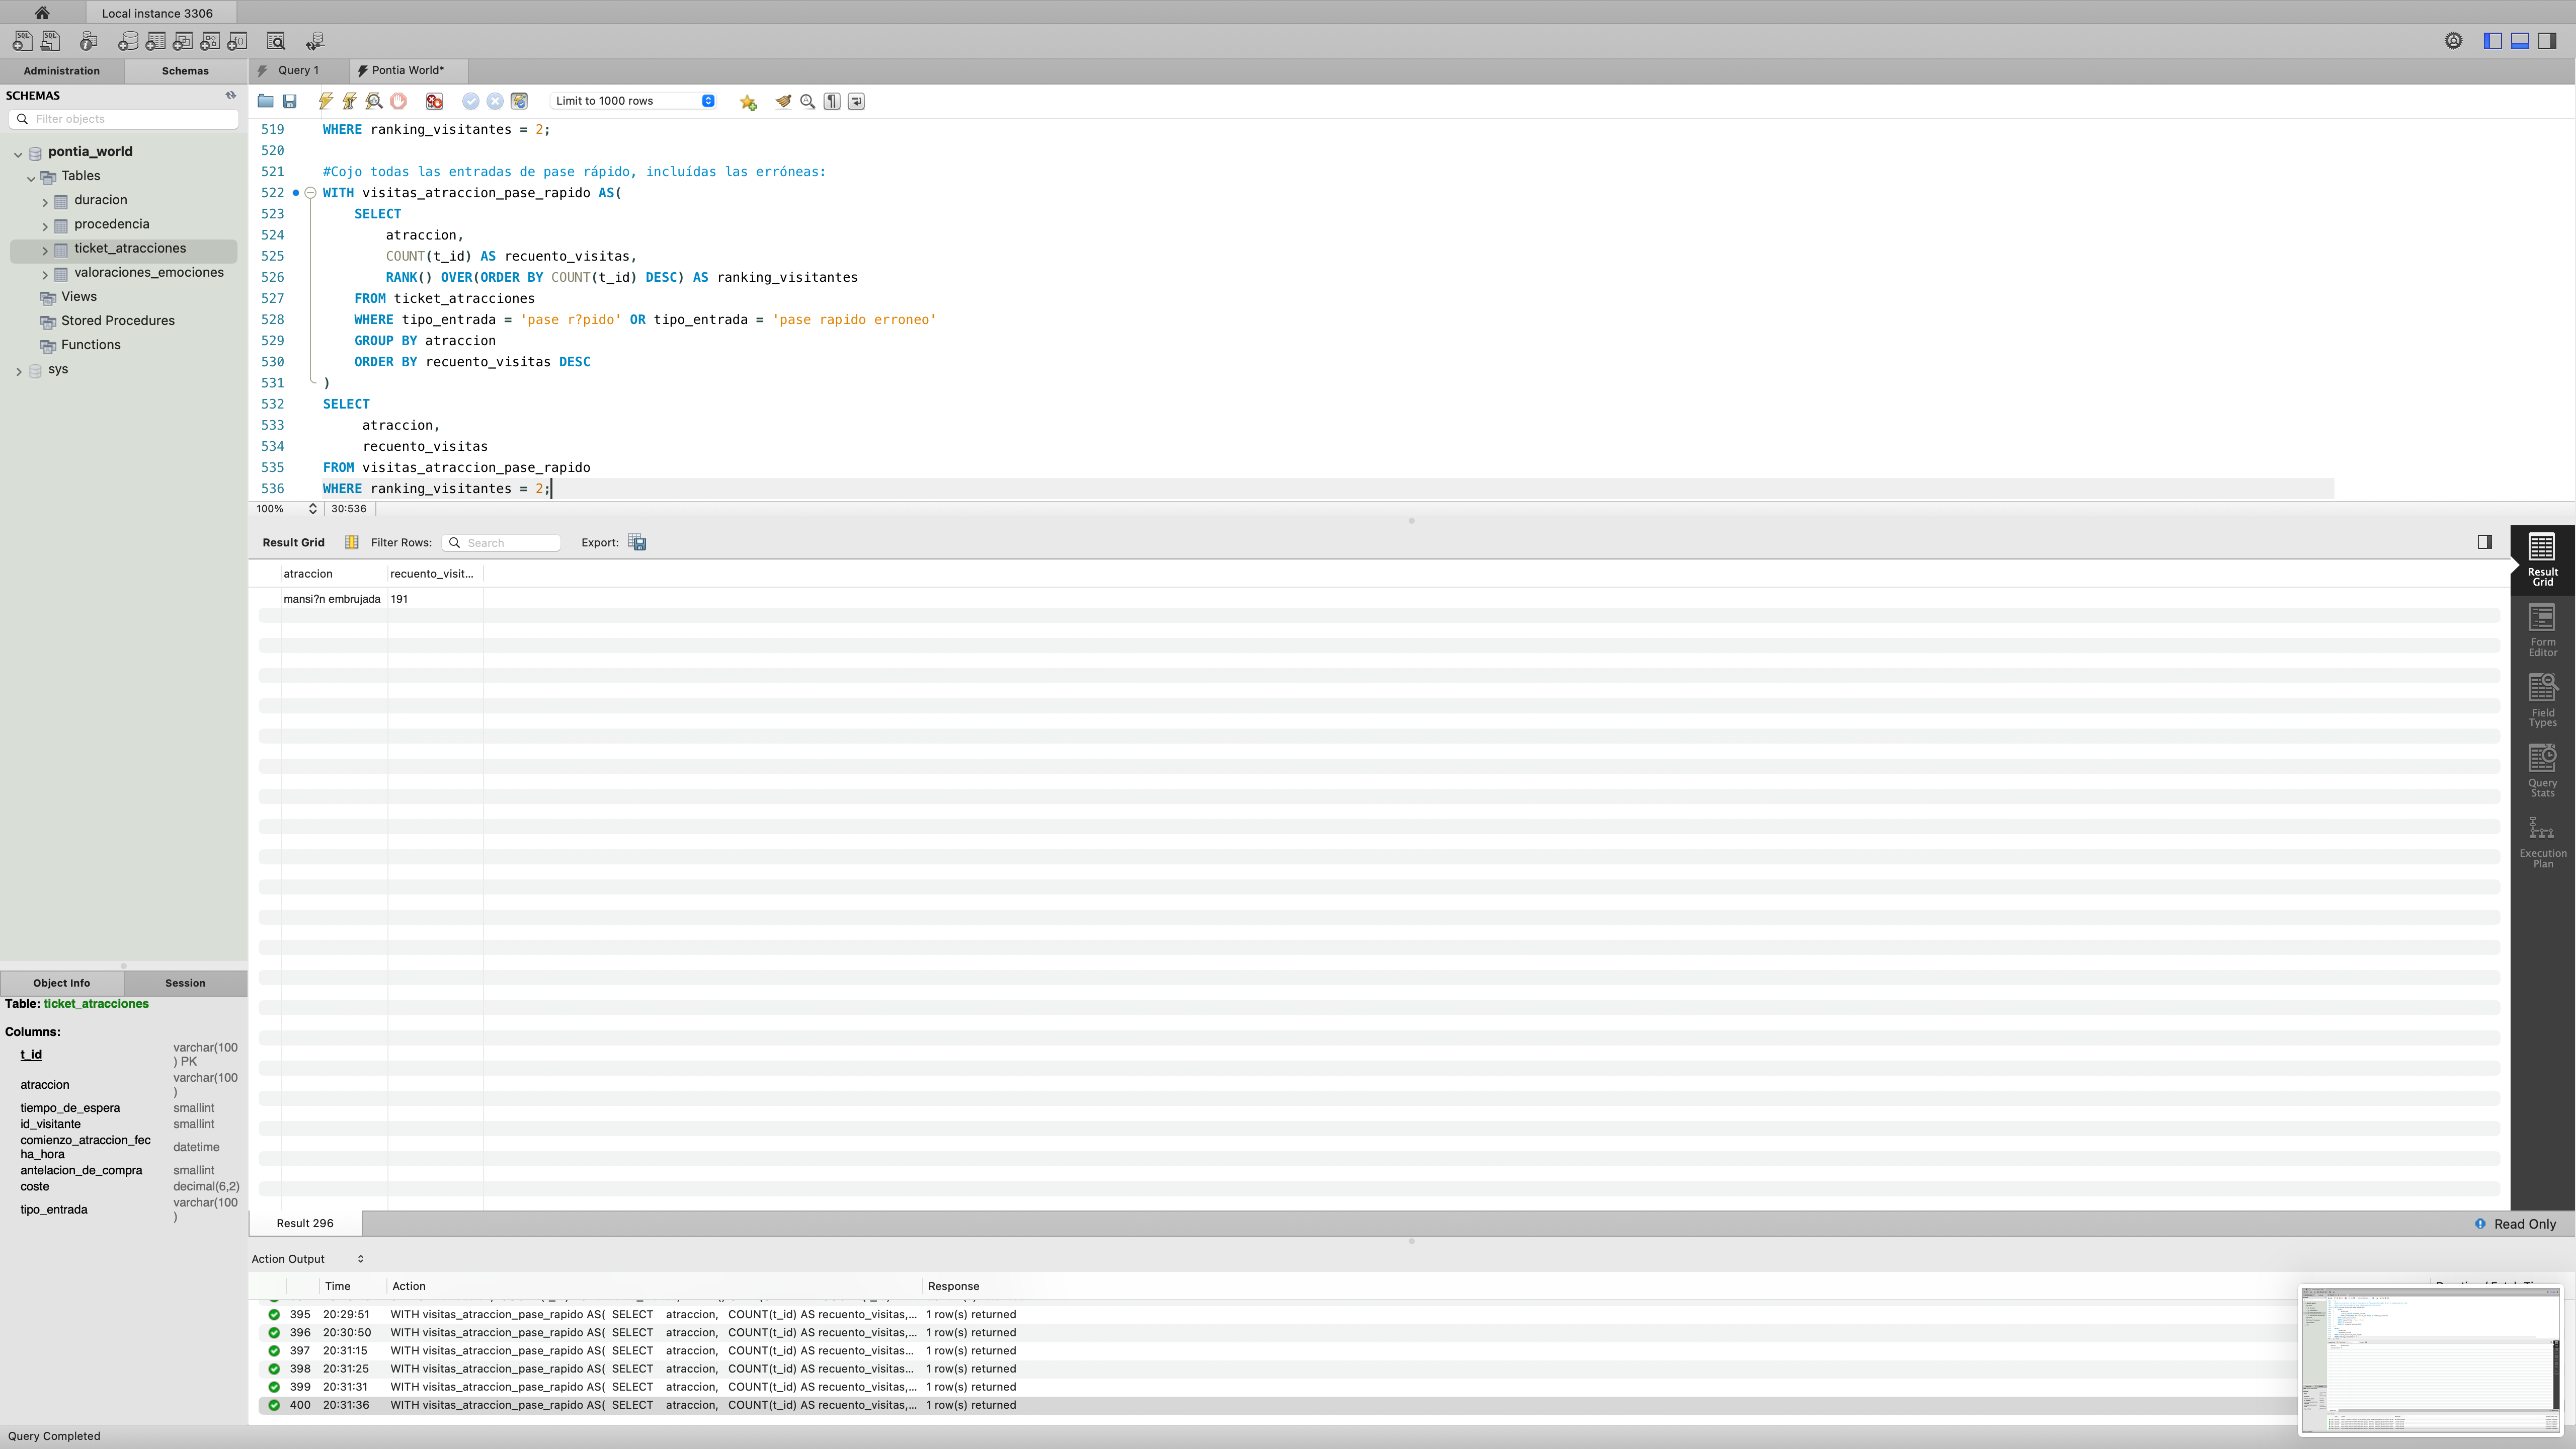 Local instance 3306
Administration
Schemas
Query 1
Pontia World*
SCHEMAS
Filter objects
pontia_world
Tables
duracion
procedencia
ticket_atracciones
valoraciones_emociones
Views
Stored Procedures
Functions
sys
Limit to 1000 rows
519 WHERE ranking_visitantes = 2;
520
521 #Cojo todas las entradas de pase rápido, incluídas las erróneas:
522 WITH visitas_atraccion_pase_rapido AS(
523 SELECT
524 atraccion,
525 COUNT(t_id) AS recuento_visitas,
526 RANK() OVER(ORDER BY COUNT(t_id) DESC) AS ranking_visitantes
527 FROM ticket_atracciones
528 WHERE tipo_entrada = 'pase r?pido' OR tipo_entrada = 'pase rapido erroneo'
529 GROUP BY atraccion
530 ORDER BY recuento_visitas DESC
531 )
532 SELECT
533 atraccion,
534 recuento_visitas
535 FROM visitas_atraccion_pase_rapido
536 WHERE ranking_visitantes = 2;
100% 30:536
Result Grid Filter Rows: Search Export:
atraccion recuento_visit...
mansi?n embrujada 191
Result
Grid
Form
Editor
Field
Types
Query
Stats
Execution
Plan
Object Info
Session
Table: ticket_atracciones
Columns:
t_id varchar(100
) PK
atraccion varchar(100
)
tiempo_de_espera smallint
id_visitante smallint
comienzo_atraccion_fec
ha_hora datetime
antelacion_de_compra smallint
coste decimal(6,2)
tipo_entrada varchar(100
)
Result 296
Read Only
Action Output
Time Action Response
395 20:29:51 WITH visitas_atraccion_pase_rapido AS( SELECT atraccion, COUNT(t_id) AS recuento_visitas,... 1 row(s) returned
396 20:30:50 WITH visitas_atraccion_pase_rapido AS( SELECT atraccion, COUNT(t_id) AS recuento_visitas... 1 row(s) returned
397 20:31:15 WITH visitas_atraccion_pase_rapido AS( SELECT atraccion, COUNT(t_id) AS recuento_visitas... 1 row(s) returned
398 20:31:25 WITH visitas_atraccion_pase_rapido AS( SELECT atraccion, COUNT(t_id) AS recuento_visitas... 1 row(s) returned
399 20:31:31 WITH visitas_atraccion_pase_rapido AS( SELECT atraccion, COUNT(t_id) AS recuento_visitas,... 1 row(s) returned
400 20:31:36 WITH visitas_atraccion_pase_rapido AS( SELECT atraccion, COUNT(t_id) AS recuento_visitas,... 1 row(s) returned
Query Completed